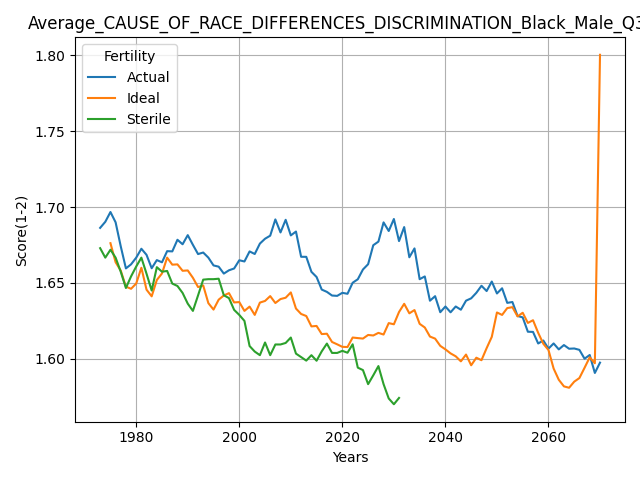 Average_CAUSE_OF_RACE_DIFFERENCES_DISCRIMINATION_Black_Male_Q3
Fertility
Actual
Ideal
Sterile
1.80
1.75
1.70
1.65
1.60
Score(1-2)
1980 2000 2020 2040 2060
Years